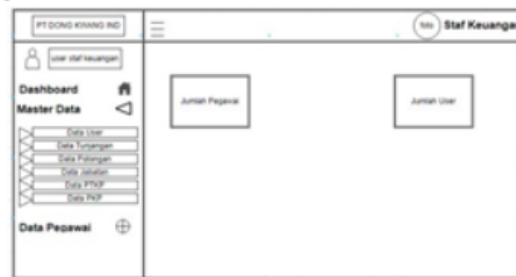 PT DONG KWANG IND
foto
Staf Keuangan
user staf keuangan
Dashboard
Master Data
Data User
Data Tunjangan
Data Potongan
Data Jabatan
Data PTKP
Data PKP
Data Pegawai
Jumlah Pegawai
Jumlah User